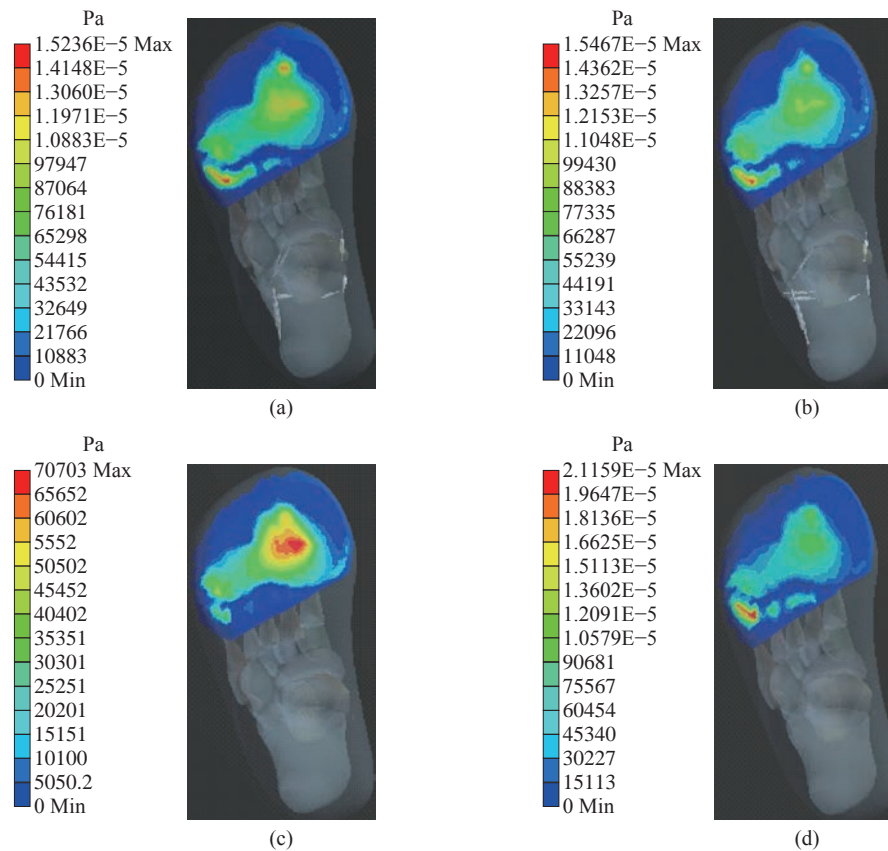 Pa
1.5236E−5 Max
1.4148E−5
1.3060E−5
1.1971E−5
1.0883E−5
97947
87064
76181
65298
54415
43532
32649
21766
10883
0 Min
(a)
Pa
1.5467E−5 Max
1.4362E−5
1.3257E−5
1.2153E−5
1.1048E−5
99430
88383
77335
66287
55239
44191
33143
22096
11048
0 Min
(b)
Pa
70703 Max
65652
60602
5552
50502
45452
40402
35351
30301
25251
20201
15151
10100
5050.2
0 Min
(c)
Pa
2.1159E−5 Max
1.9647E−5
1.8136E−5
1.6625E−5
1.5113E−5
1.3602E−5
1.2091E−5
1.0579E−5
90681
75567
60454
45340
30227
15113
0 Min
(d)